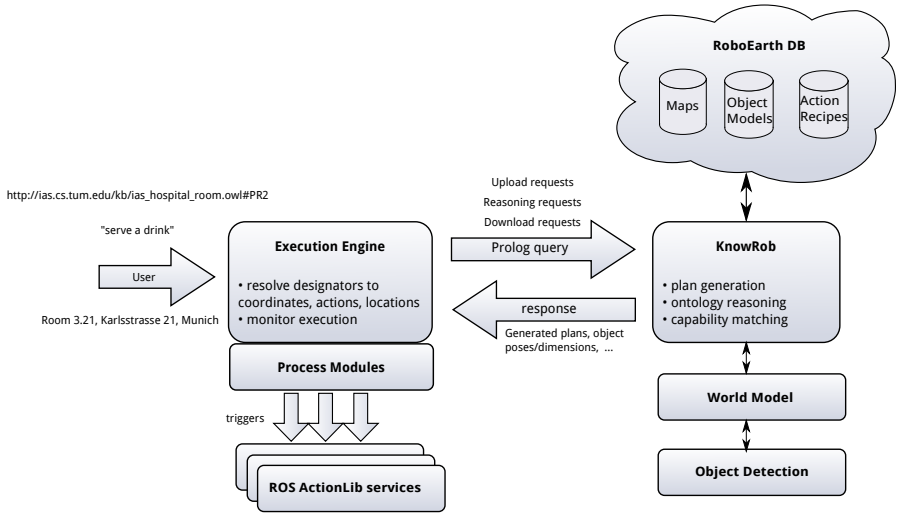 RoboEarth DB
Maps
Object
Models
Action
Recipes
http://ias.cs.tum.edu/kb/ias_hospital_room.owl#PR2
"serve a drink"
User
Room 3.21, Karlsstrasse 21, Munich
Execution Engine
• resolve designators to
coordinates, actions, locations
• monitor execution
Process Modules
triggers
ROS ActionLib services
Upload requests
Reasoning requests
Download requests
Prolog query
response
Generated plans, object
poses/dimensions, ...
KnowRob
• plan generation
• ontology reasoning
• capability matching
World Model
Object Detection